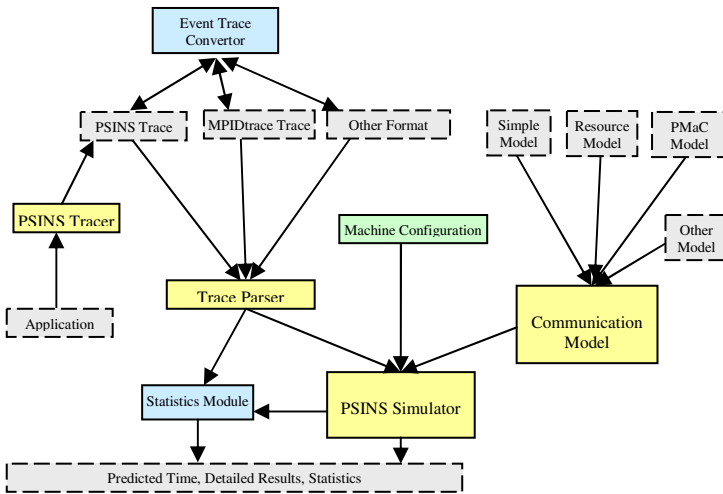 Event Trace
Convertor
PSINS Trace
MPIDtrace Trace
Other Format
Simple
Model
Resource
Model
PMaC
Model
PSINS Tracer
Machine Configuration
Other
Model
Trace Parser
Application
Communication
Model
Statistics Module
PSINS Simulator
Predicted Time, Detailed Results, Statistics